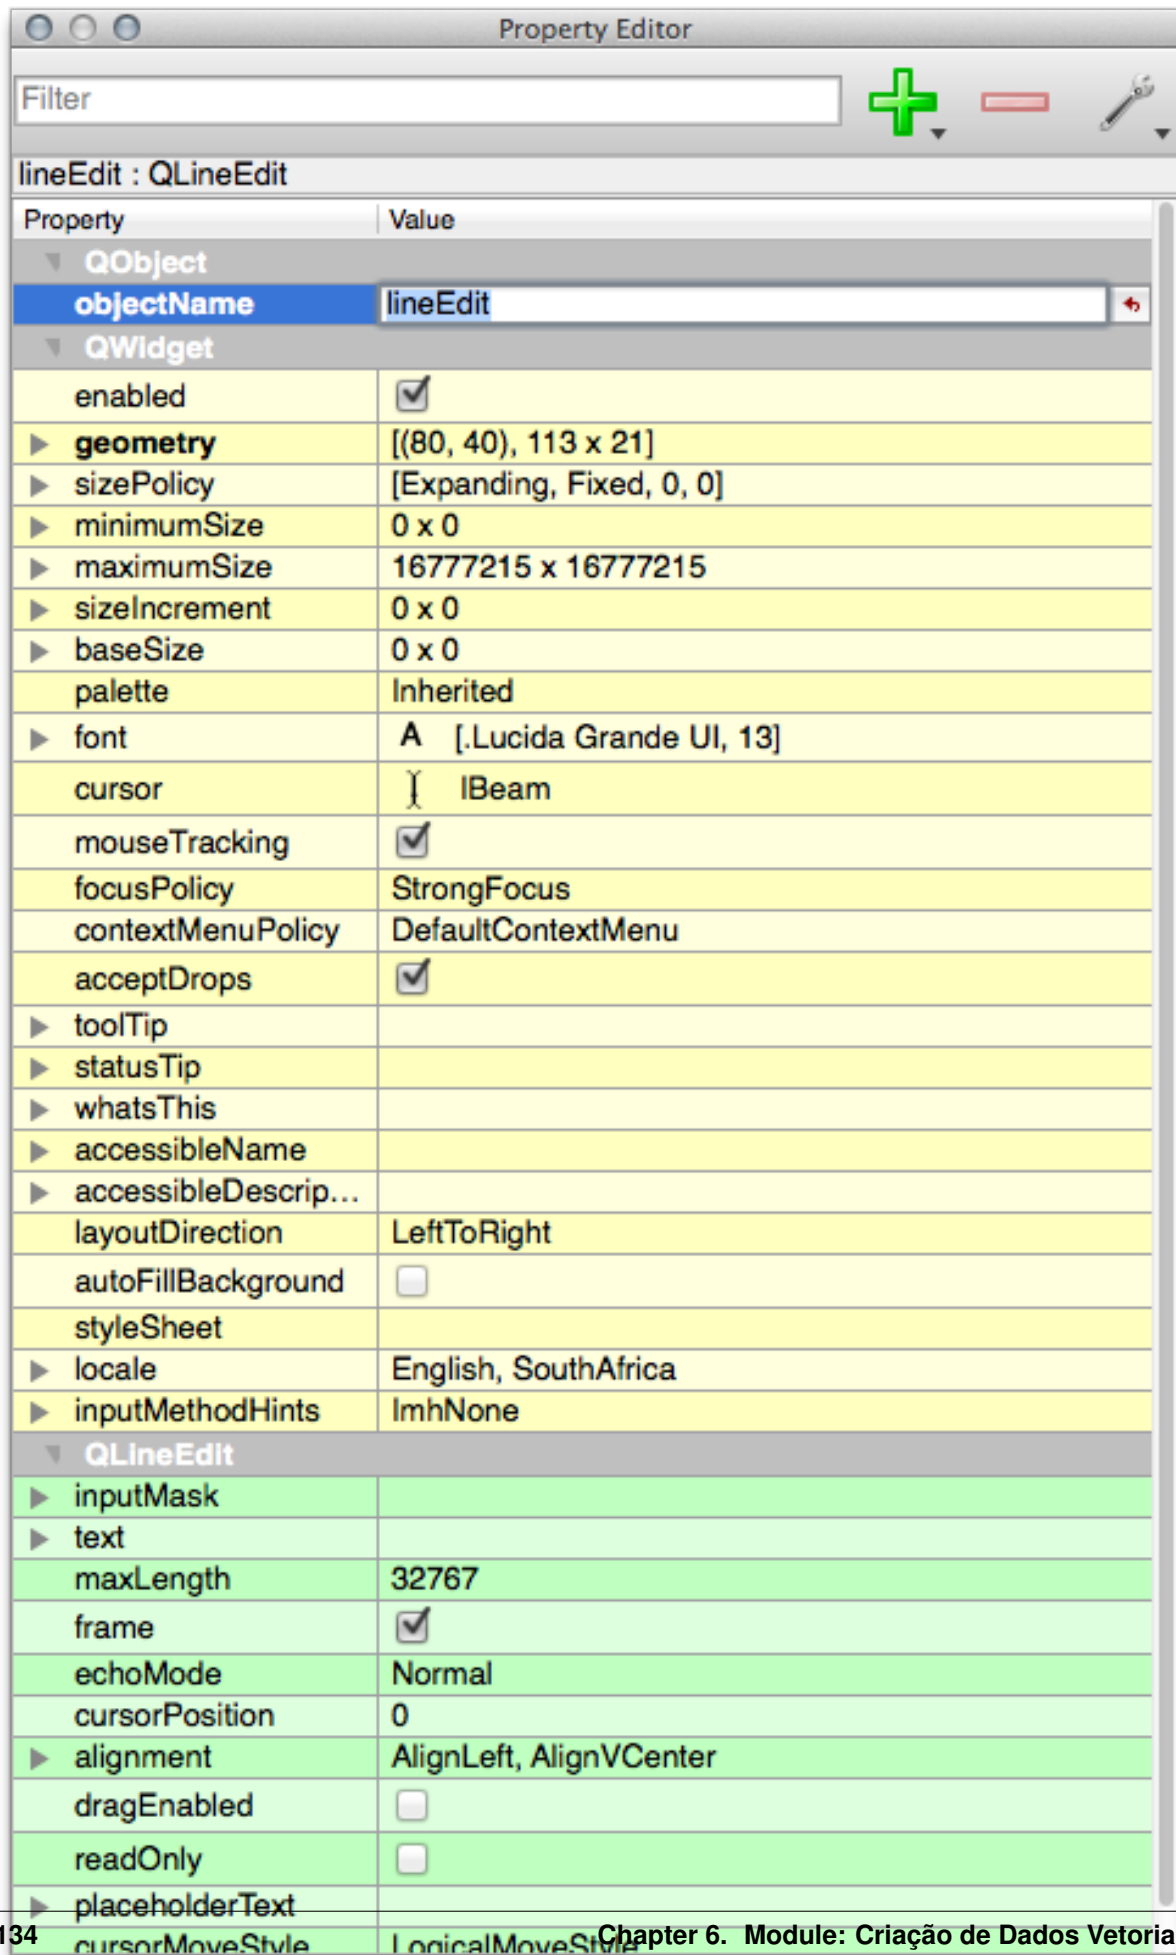 Property Editor
Filter
lineEdit : QLineEdit
Property Value
QObject
objectName lineEdit
QWidget
enabled
geometry [(80, 40), 113 x 21]
sizePolicy [Expanding, Fixed, 0, 0]
minimumSize 0 x 0
maximumSize 16777215 x 16777215
sizeIncrement 0 x 0
baseSize 0 x 0
palette Inherited
font A [.Lucida Grande UI, 13]
cursor IBeam
mouseTracking
focusPolicy StrongFocus
contextMenuPolicy DefaultContextMenu
acceptDrops
toolTip
statusTip
whatsThis
accessibleName
accessibleDescrip...
layoutDirection LeftToRight
autoFillBackground
styleSheet
locale English, SouthAfrica
inputMethodHints ImhNone
QLineEdit
inputMask
text
maxLength 32767
frame
echoMode Normal
cursorPosition 0
alignment AlignLeft, AlignVCenter
dragEnabled
readOnly
placeholderText
134 Chapter 6. Module: Criação de Dados Vetoria
cursorMoveStyle LogicalMoveStyle